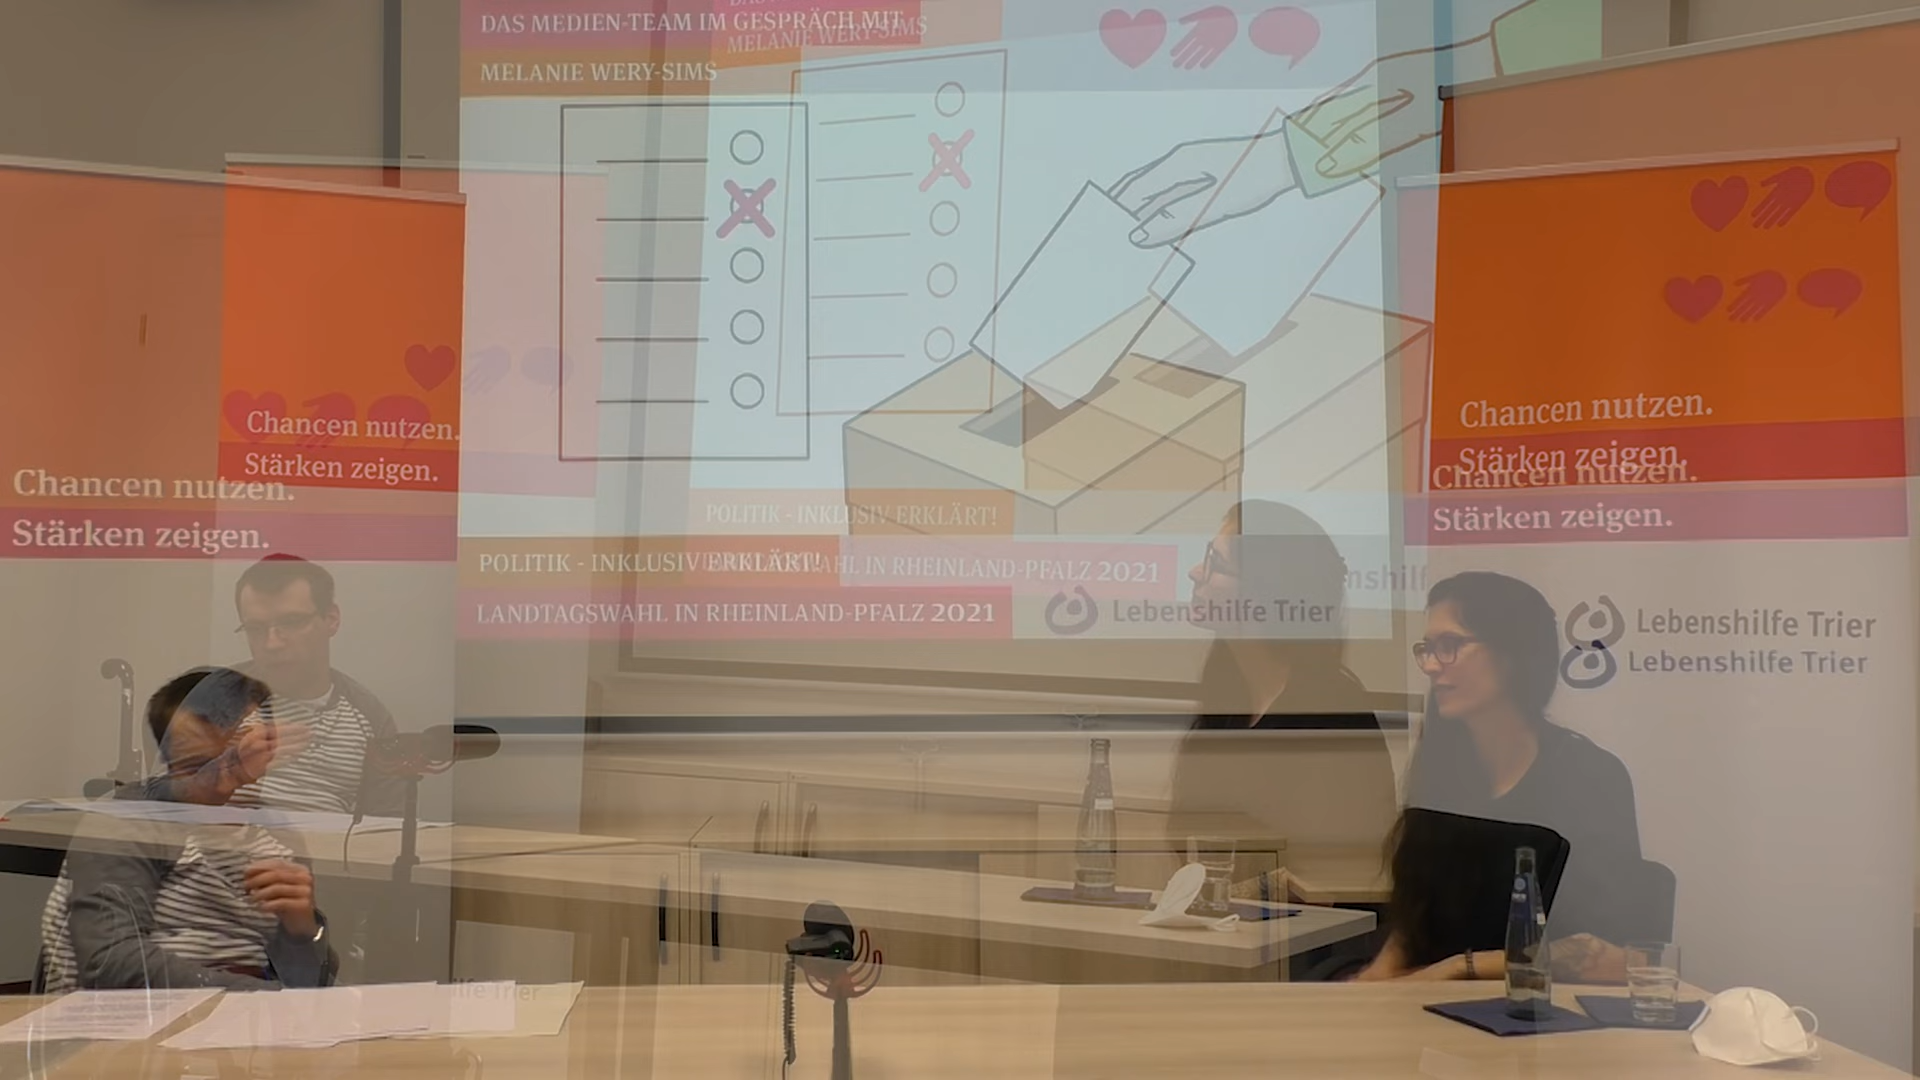 DAS MEDIEN-TEAM IM GESPRÄCH MIT
MELANIE WERY-SIMS
MELANIE WERY-SIMS
Chancen nutzen.
Stärken zeigen.
Chancen nutzen.
Stärken zeigen.
Chancen nutzen.
Stärken zeigen.
Chancen nutzen.
Stärken zeigen.
POLITIK - INKLUSIV ERKLÄRT!
POLITIK - INKLUSIV ERKLÄRT!
IN RHEINLAND-PFALZ 2021
LANDTAGSWAHL IN RHEINLAND-PFALZ 2021
Lebenshilfe Trier
Lebenshilfe Trier
Lebenshilfe Trier